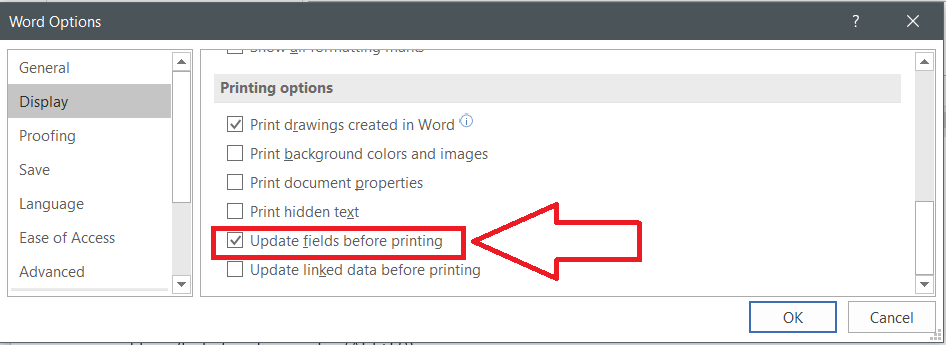 Word Options
?
General
Display
Proofing
Save
Language
Ease of Access
Advanced
Show all formatting marks
Printing options
Print drawings created in Word
Print background colors and images
Print document properties
Print hidden text
Update fields before printing
Update linked data before printing
OK
Cancel